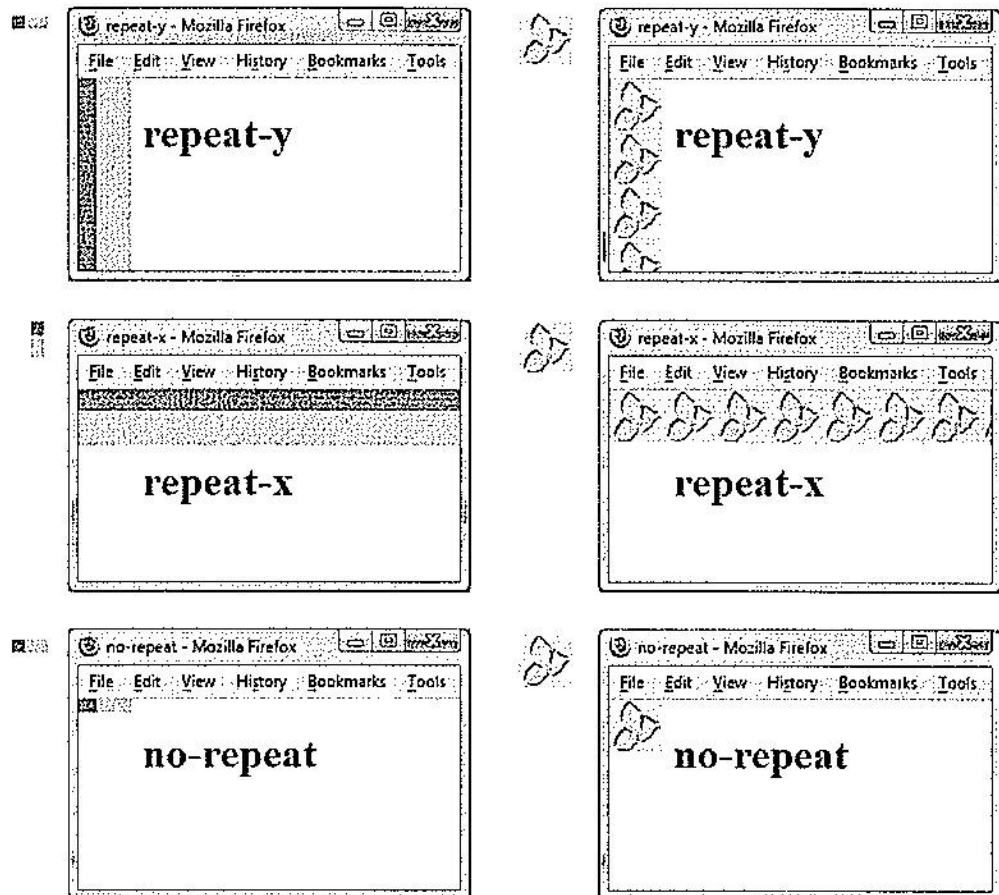 repeat-y - Mozilla Firefox
File Edit View History Bookmarks Tools
repeat-y
repeat-y - Mozilla Firefox
File Edit View History Bookmarks Tools
repeat-y
repeat-x - Mozilla Firefox
File Edit View History Bookmarks Tools
repeat-x
repeat-x - Mozilla Firefox
File Edit View History Bookmarks Tools
repeat-x
no-repeat - Mozilla Firefox
File Edit View History Bookmarks Tools
no-repeat
no-repeat - Mozilla Firefox
File Edit View History Bookmarks Tools
no-repeat